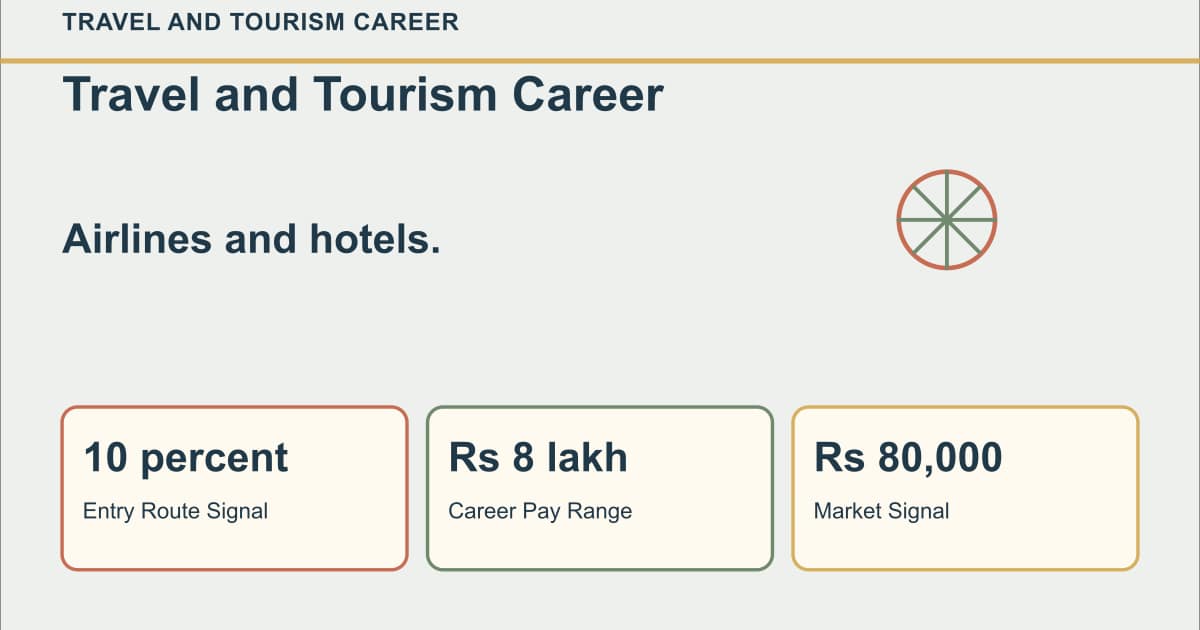 TRAVEL AND TOURISM CAREER
Travel and Tourism Career
Airlines and hotels.
10 percent
Entry Route Signal
Rs 8 lakh
Career Pay Range
Rs 80,000
Market Signal